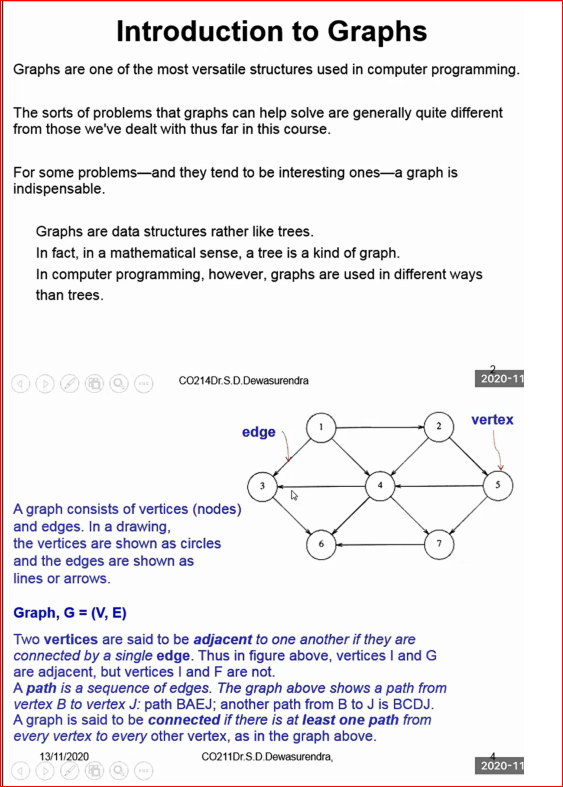 Introduction to Graphs
Graphs are one of the most versatile structures used in computer programming.
The sorts of problems that graphs can help solve are generally quite different
from those we've dealt with thus far in this course.
For some problems—and they tend to be interesting ones—a graph is
indispensable.
Graphs are data structures rather like trees.
In fact, in a mathematical sense, a tree is a kind of graph.
In computer programming, however, graphs are used in different ways
than trees.
CO214Dr.S.D.Dewasurendra
2
2020-11
edge
vertex
1
2
3
4
5
6
7
A graph consists of vertices (nodes)
and edges. In a drawing,
the vertices are shown as circles
and the edges are shown as
lines or arrows.
Graph, G = (V, E)
Two vertices are said to be adjacent to one another if they are
connected by a single edge. Thus in figure above, vertices I and G
are adjacent, but vertices I and F are not.
A path is a sequence of edges. The graph above shows a path from
vertex B to vertex J: path BAEJ; another path from B to J is BCDJ.
A graph is said to be connected if there is at least one path from
every vertex to every other vertex, as in the graph above.
13/11/2020
CO211Dr.S.D.Dewasurendra,
4
2020-11